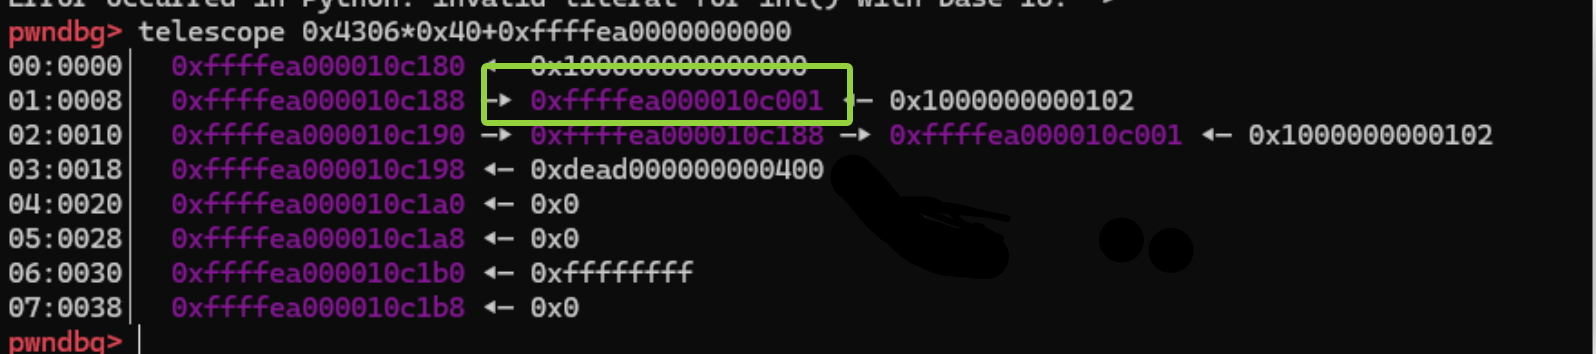 Error occurred in Python: invalid literal for int() with base 10:
pwndbg> telescope 0x4306*0x40+0xffffea0000000000
00:0000│ 0xffffea000010c180 ◂— 0x100000000000000
01:0008│ 0xffffea000010c188 —▸ 0xffffea000010c001 ◂— 0x1000000000102
02:0010│ 0xffffea000010c190 —▸ 0xffffea000010c188 —▸ 0xffffea000010c001 ◂— 0x1000000000102
03:0018│ 0xffffea000010c198 ◂— 0xdead000000000400
04:0020│ 0xffffea000010c1a0 ◂— 0x0
05:0028│ 0xffffea000010c1a8 ◂— 0x0
06:0030│ 0xffffea000010c1b0 ◂— 0xffffffff
07:0038│ 0xffffea000010c1b8 ◂— 0x0
pwndbg>